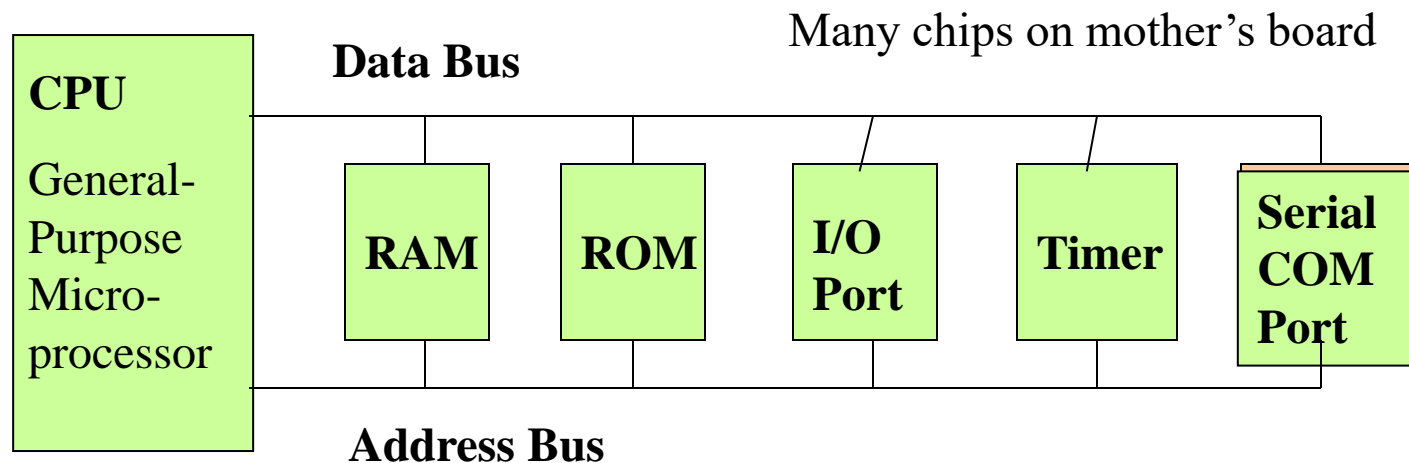 Many chips on mother’s board
Data Bus
CPU
General-
Purpose
Micro-
processor
RAM
ROM
I/O
Port
Timer
Serial
COM
Port
Address Bus